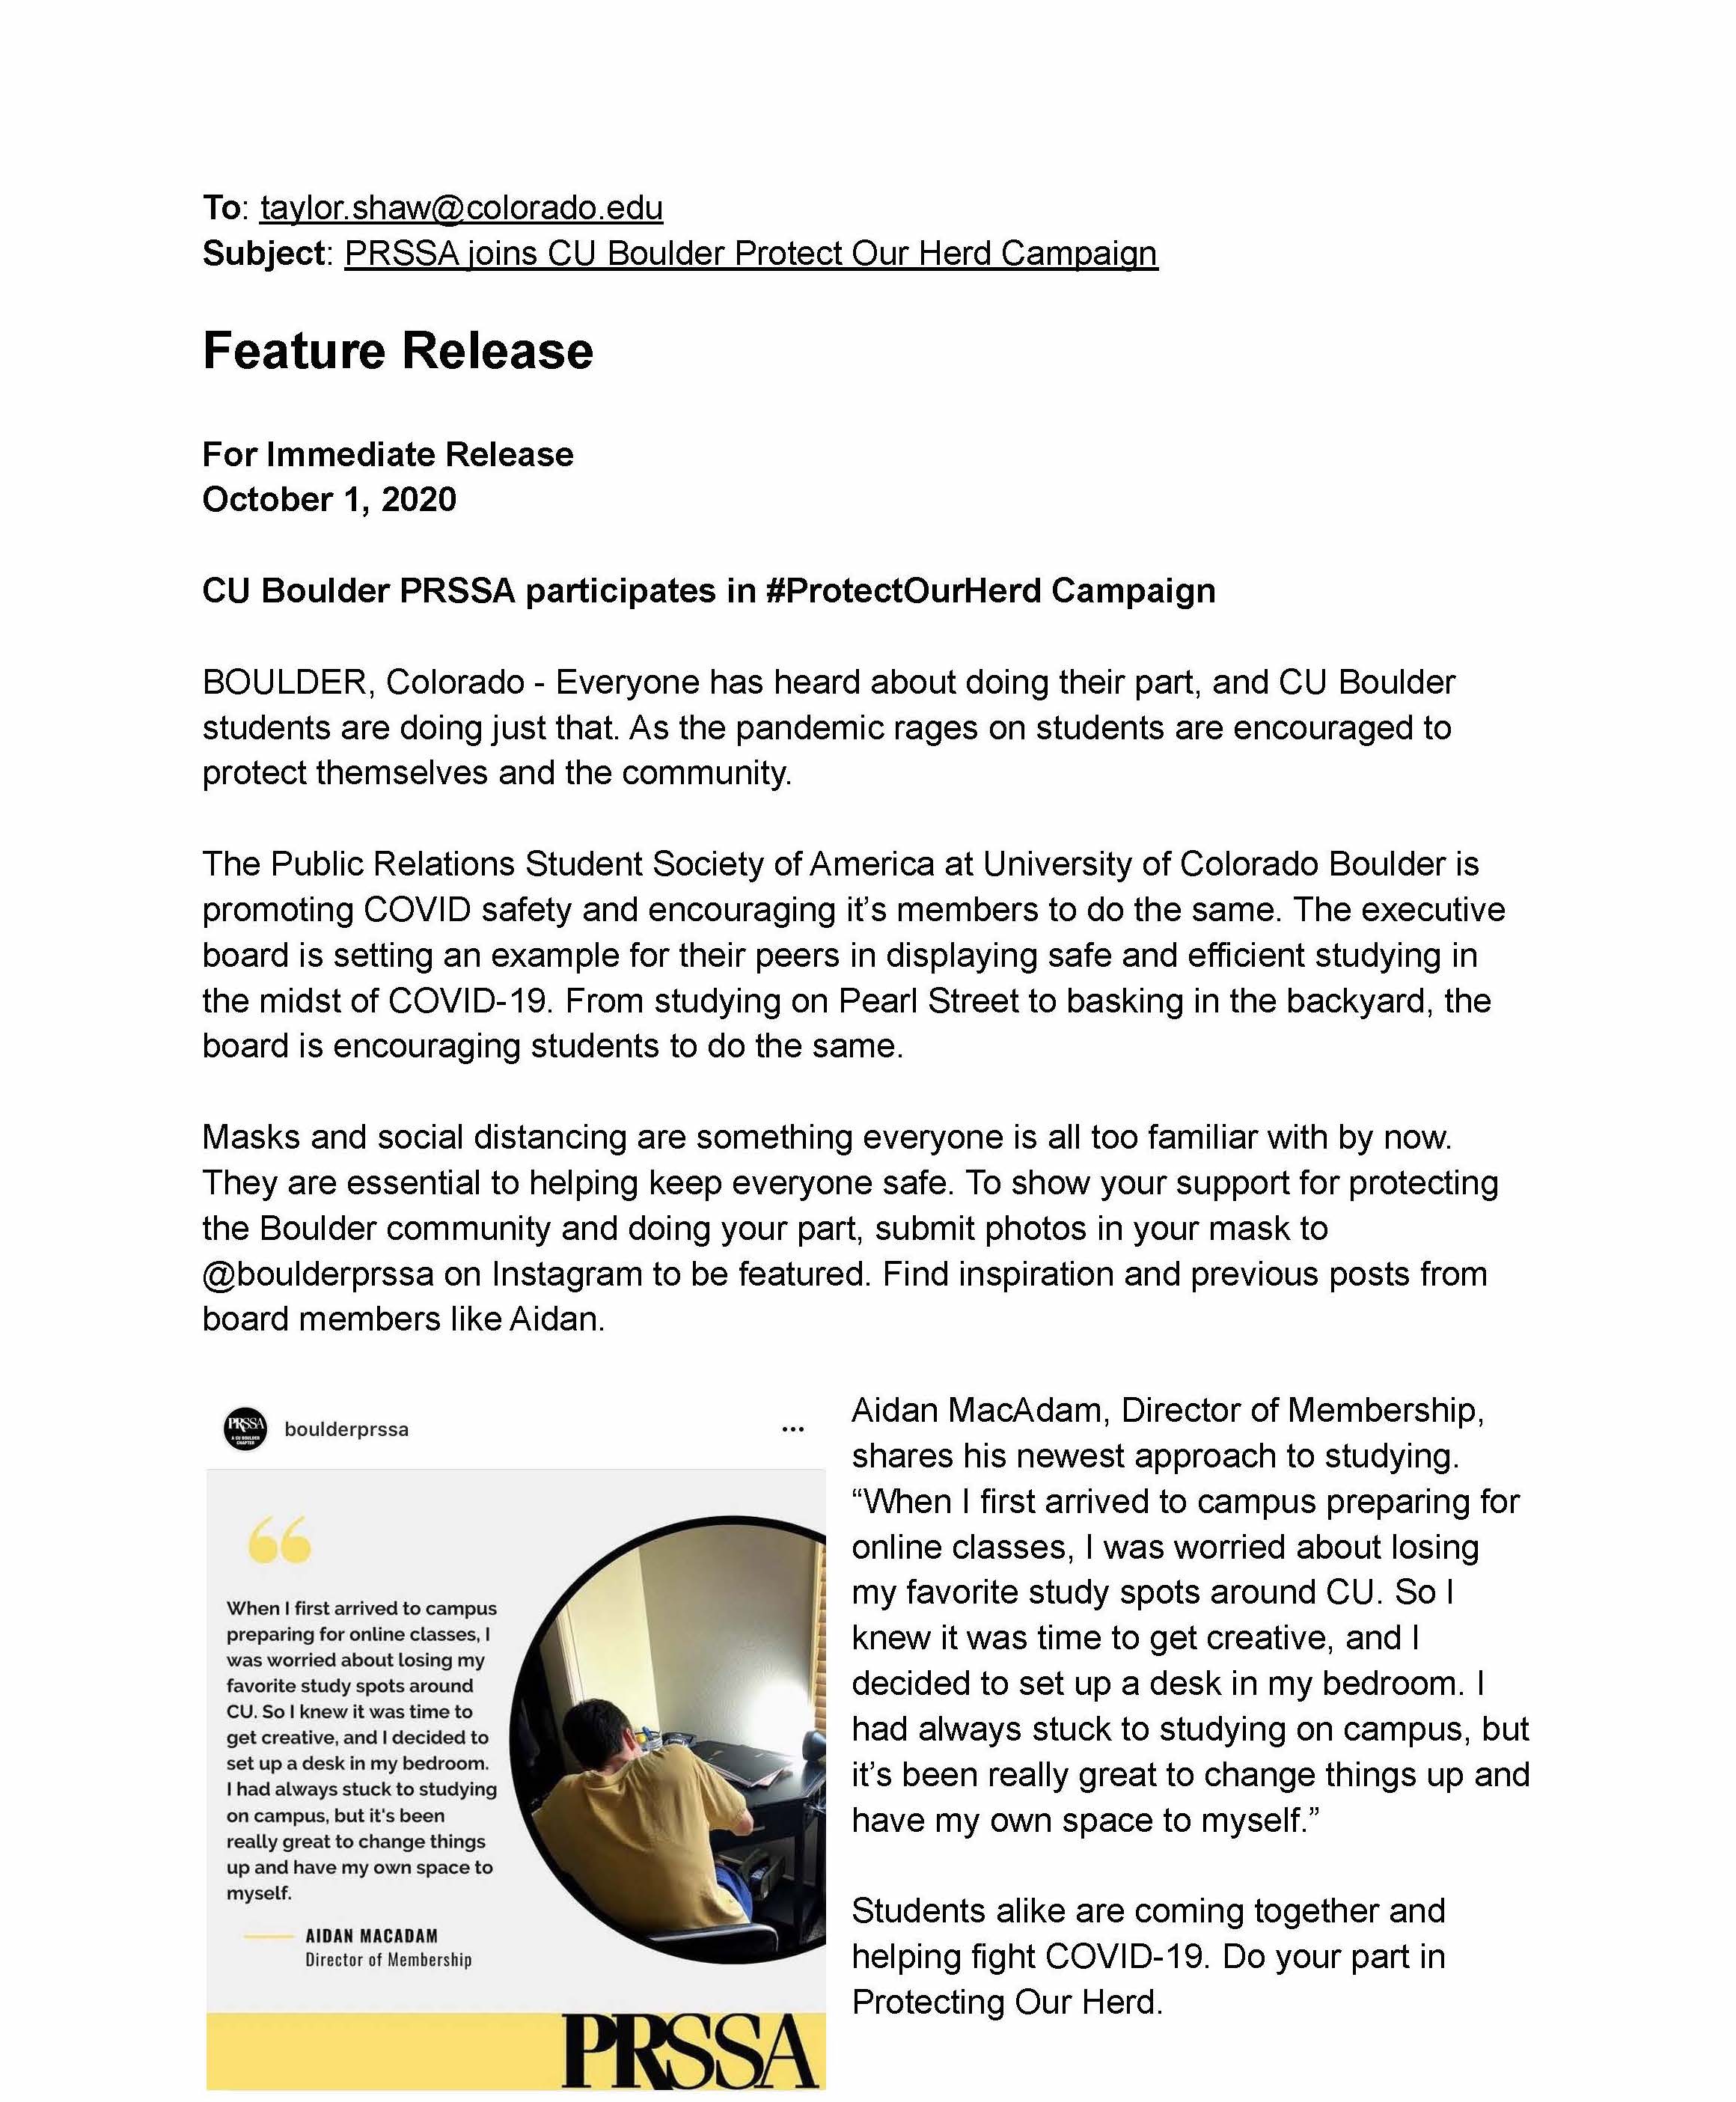 To: taylor.shaw@colorado.edu
Subject: PRSSA joins CU Boulder Protect Our Herd Campaign
Feature Release
For Immediate Release
October 1, 2020
CU Boulder PRSSA participates in #ProtectOurHerd Campaign
BOULDER, Colorado - Everyone has heard about doing their part, and CU Boulder
students are doing just that. As the pandemic rages on students are encouraged to
protect themselves and the community.
The Public Relations Student Society of America at University of Colorado Boulder is
promoting COVID safety and encouraging it’s members to do the same. The executive
board is setting an example for their peers in displaying safe and efficient studying in
the midst of COVID-19. From studying on Pearl Street to basking in the backyard, the
board is encouraging students to do the same.
Masks and social distancing are something everyone is all too familiar with by now.
They are essential to helping keep everyone safe. To show your support for protecting
the Boulder community and doing your part, submit photos in your mask to
@boulderprssa on Instagram to be featured. Find inspiration and previous posts from
board members like Aidan.
PRSSA
A CU BOULDER
CHAPTER
boulderprssa
When I first arrived to campus
preparing for online classes, I
was worried about losing my
favorite study spots around
CU. So I knew it was time to
get creative, and I decided to
set up a desk in my bedroom.
I had always stuck to studying
on campus, but it's been
really great to change things
up and have my own space to
myself.
AIDAN MACADAM
Director of Membership
PRSSA
Aidan MacAdam, Director of Membership,
shares his newest approach to studying.
“When I first arrived to campus preparing for
online classes, I was worried about losing
my favorite study spots around CU. So I
knew it was time to get creative, and I
decided to set up a desk in my bedroom. I
had always stuck to studying on campus, but
it’s been really great to change things up and
have my own space to myself.”
Students alike are coming together and
helping fight COVID-19. Do your part in
Protecting Our Herd.